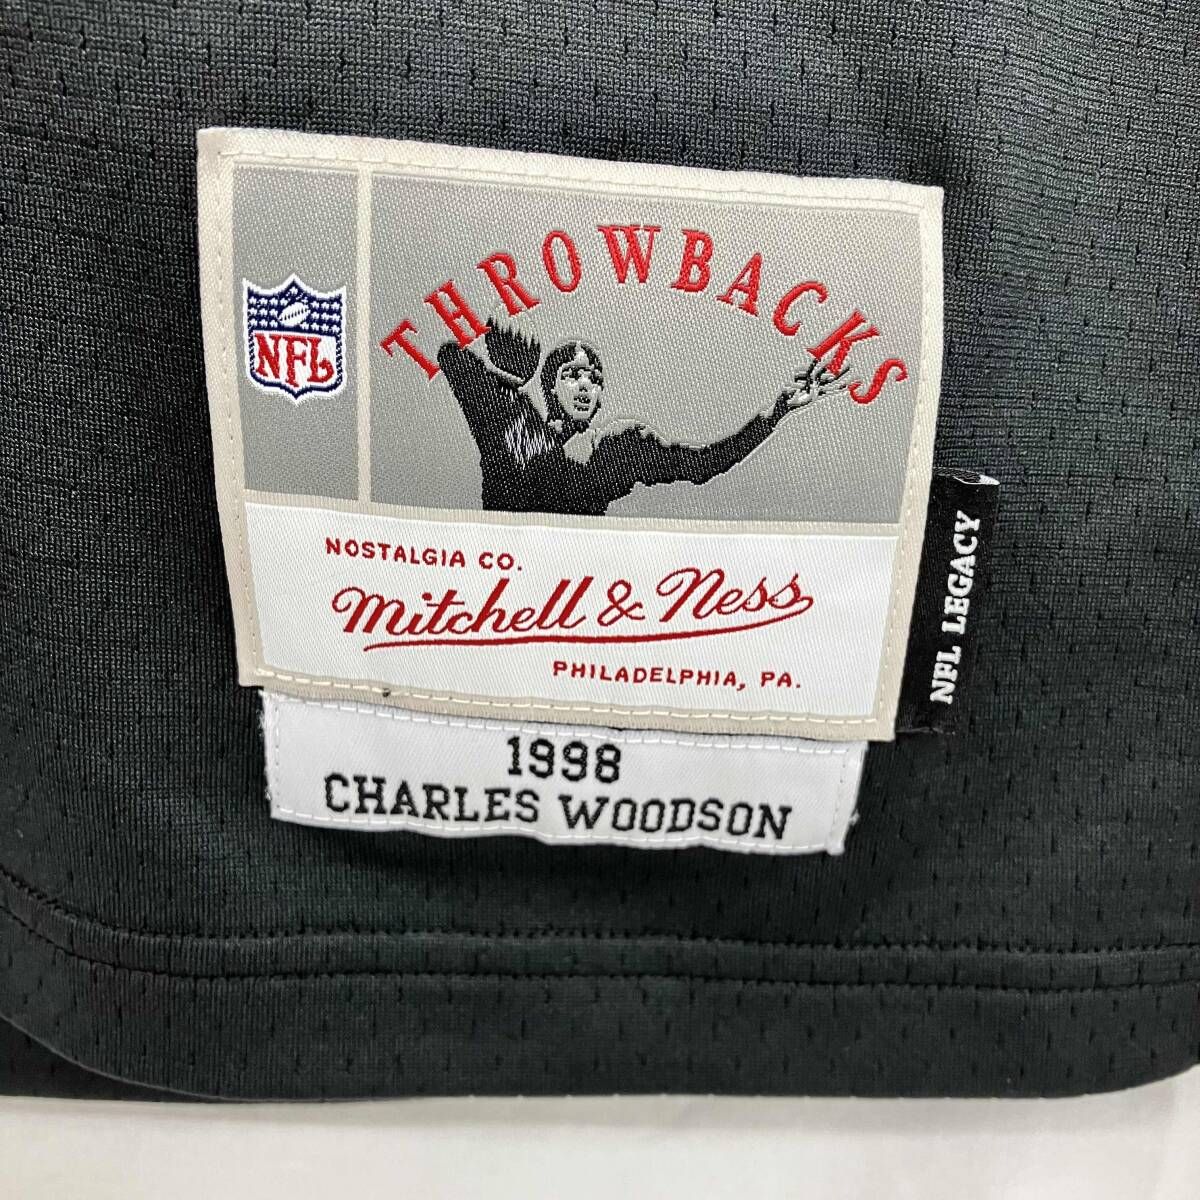 THROWBACKS
NFL
NOSTALGIA CO.
Mitchell & Ness
PHILADELPHIA, PA.
NFL LEGACY
1998
CHARLES WOODSON